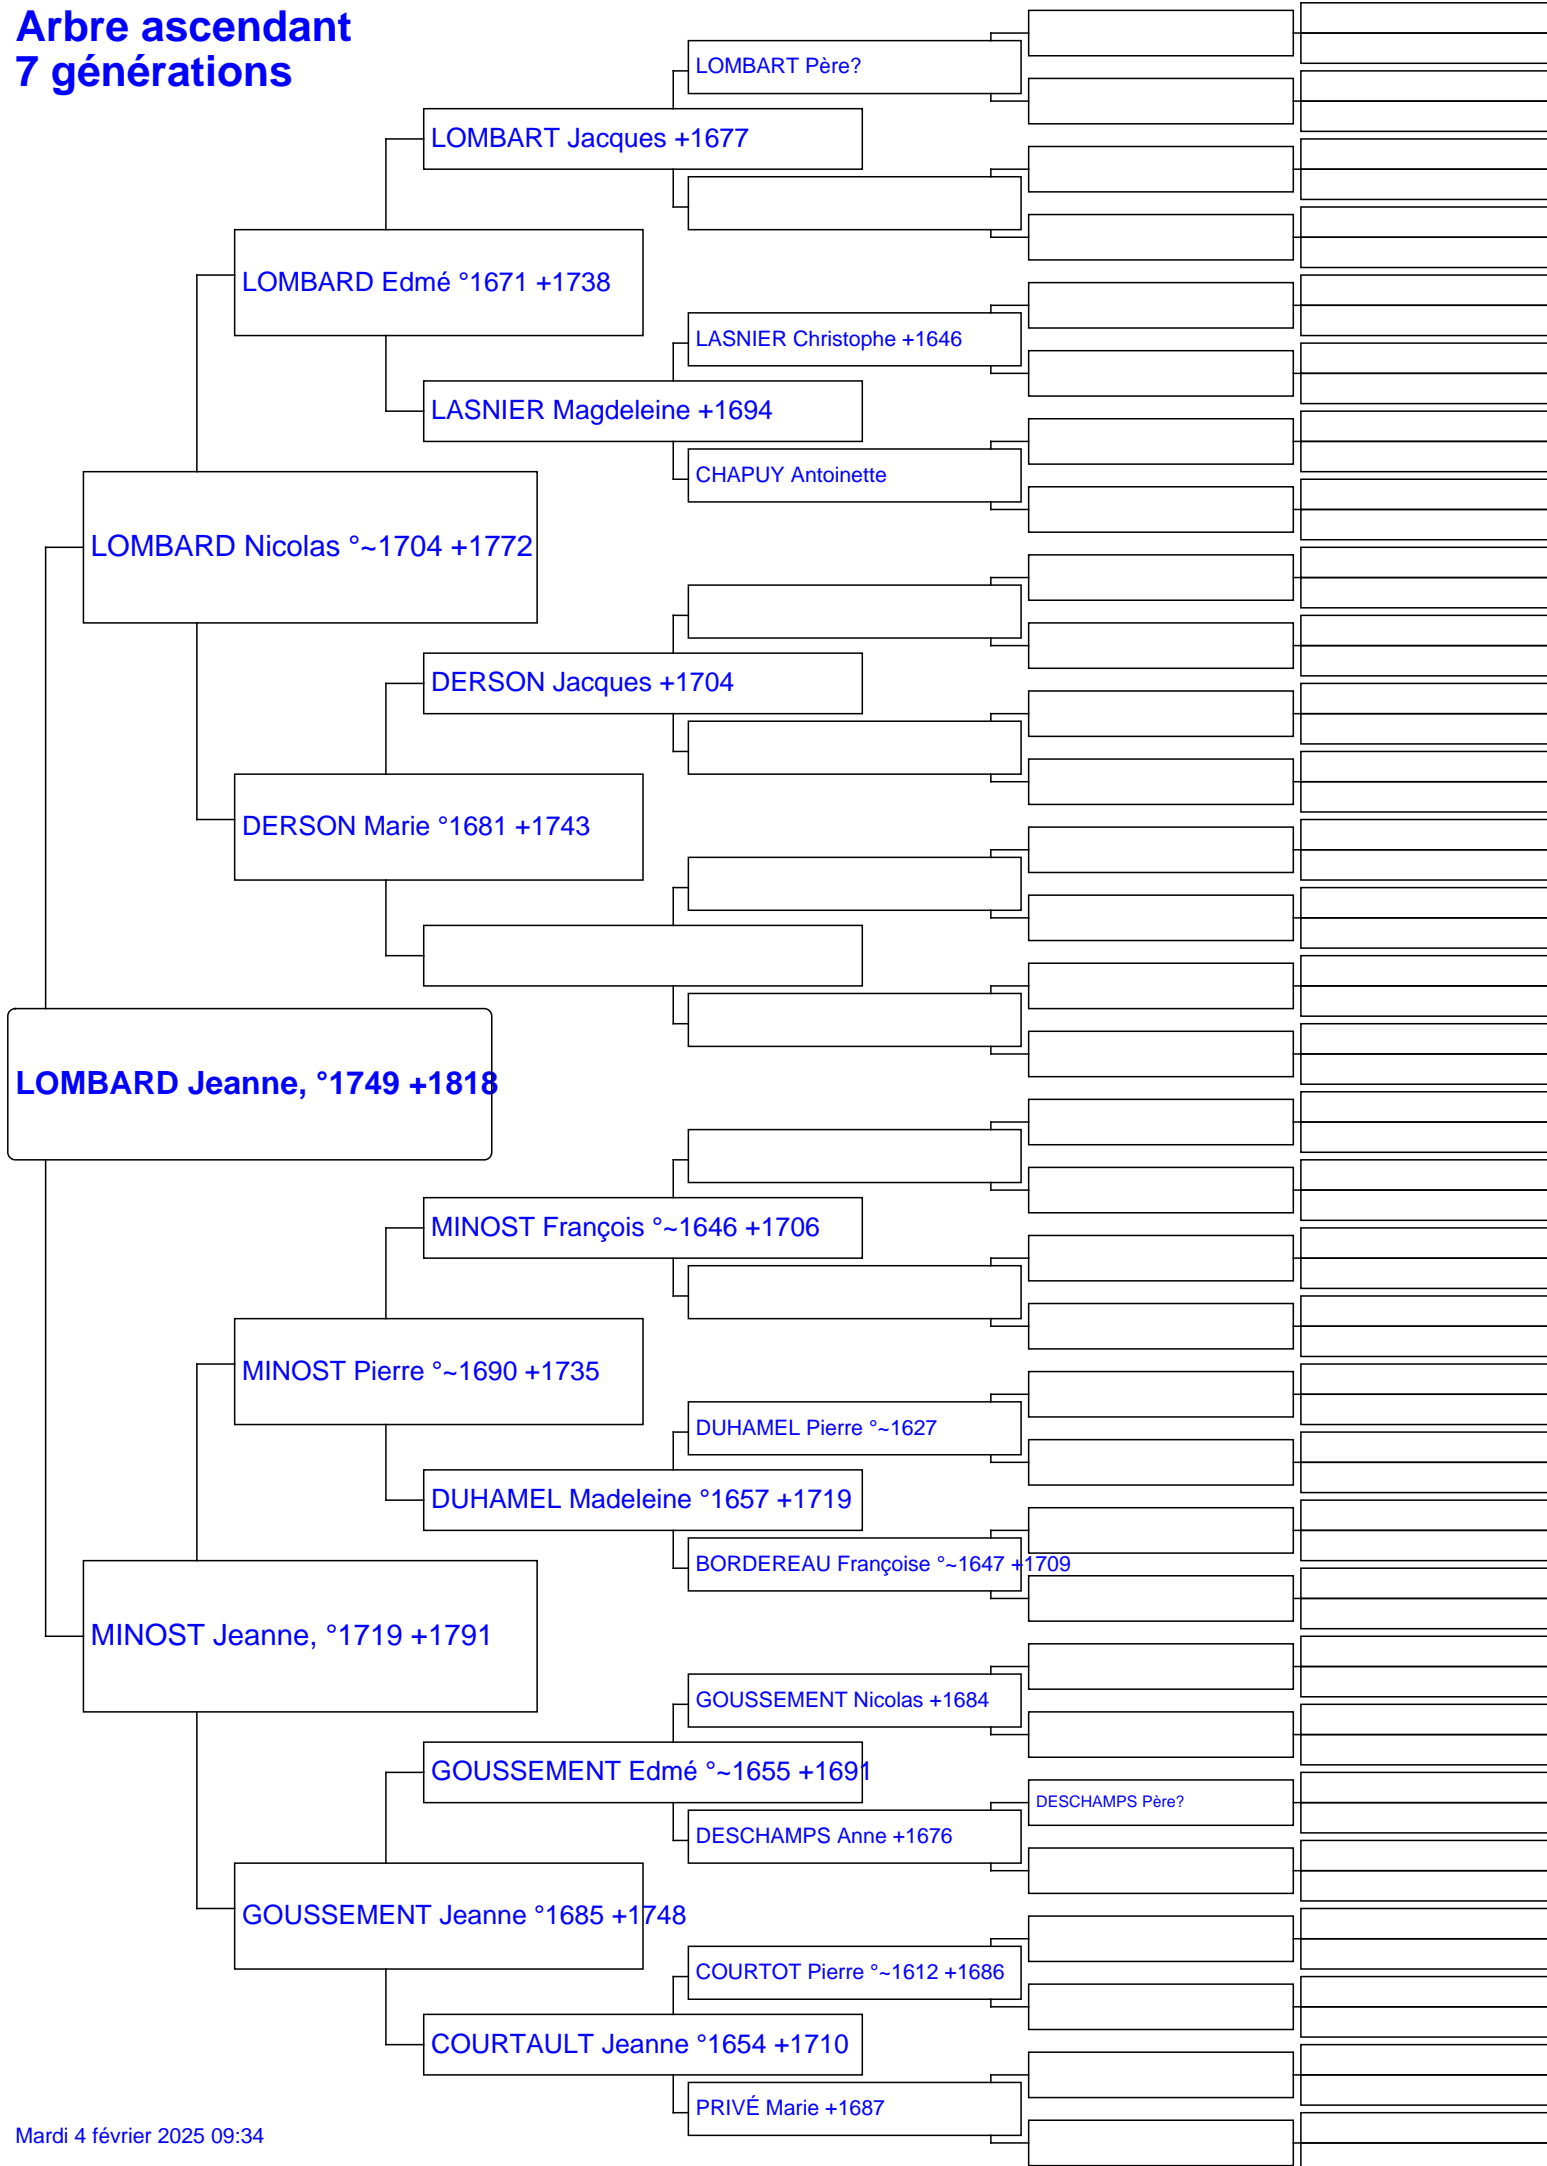 Arbre ascendant
7 générations
LOMBART Père?
LOMBART Jacques +1677
LOMBARD Edmé °1671 +1738
LASNIER Christophe +1646
LASNIER Magdeleine +1694
CHAPUY Antoinette
LOMBARD Nicolas °~1704 +1772
DERSON Jacques +1704
DERSON Marie °1681 +1743
LOMBARD Jeanne, °1749 +1818
MINOST François °~1646 +1706
MINOST Pierre °~1690 +1735
DUHAMEL Pierre °~1627
DUHAMEL Madeleine °1657 +1719
BORDEREAU Françoise °~1647 +1709
MINOST Jeanne, °1719 +1791
GOUSSEMENT Nicolas +1684
GOUSSEMENT Edmé °~1655 +1691
DESCHAMPS Père?
DESCHAMPS Anne +1676
GOUSSEMENT Jeanne °1685 +1748
COURTOT Pierre °~1612 +1686
COURTAULT Jeanne °1654 +1710
PRIVÉ Marie +1687
Mardi 4 février 2025 09:34